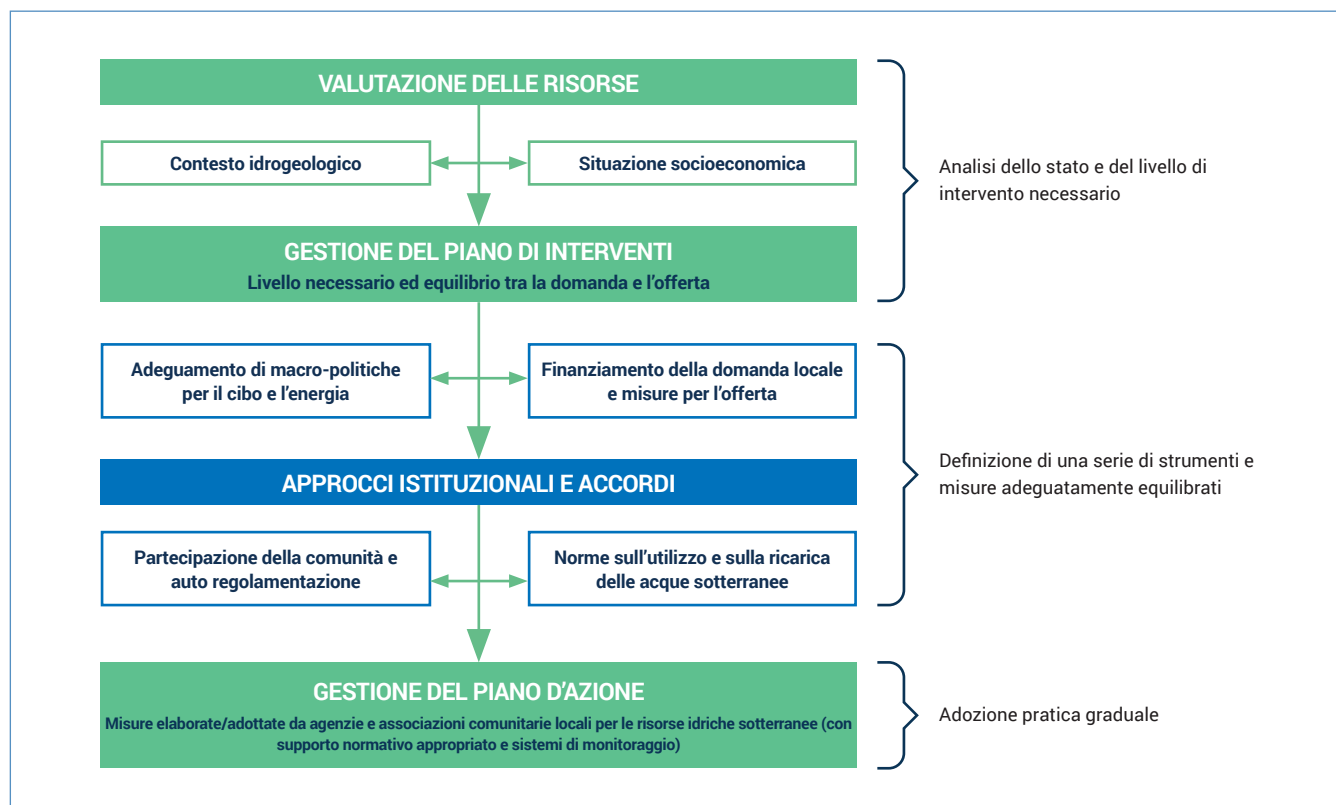 VALUTAZIONE DELLE RISORSE
Contesto idrogeologico
Situazione socioeconomica
Analisi dello stato e del livello di
intervento necessario
GESTIONE DEL PIANO DI INTERVENTI
Livello necessario ed equilibrio tra la domanda e l'offerta
Adeguamento di macro-politiche
per il cibo e l'energia
Finanziamento della domanda locale
e misure per l'offerta
APPROCCI ISTITUZIONALI E ACCORDI
Definizione di una serie di strumenti e
misure adeguatamente equilibrati
Partecipazione della comunità e
auto regolamentazione
Norme sull'utilizzo e sulla ricarica
delle acque sotterranee
GESTIONE DEL PIANO D'AZIONE
Misure elaborate/adottate da agenzie e associazioni comunitarie locali per le risorse idriche sotterranee (con
supporto normativo appropriato e sistemi di monitoraggio)
Adozione pratica graduale